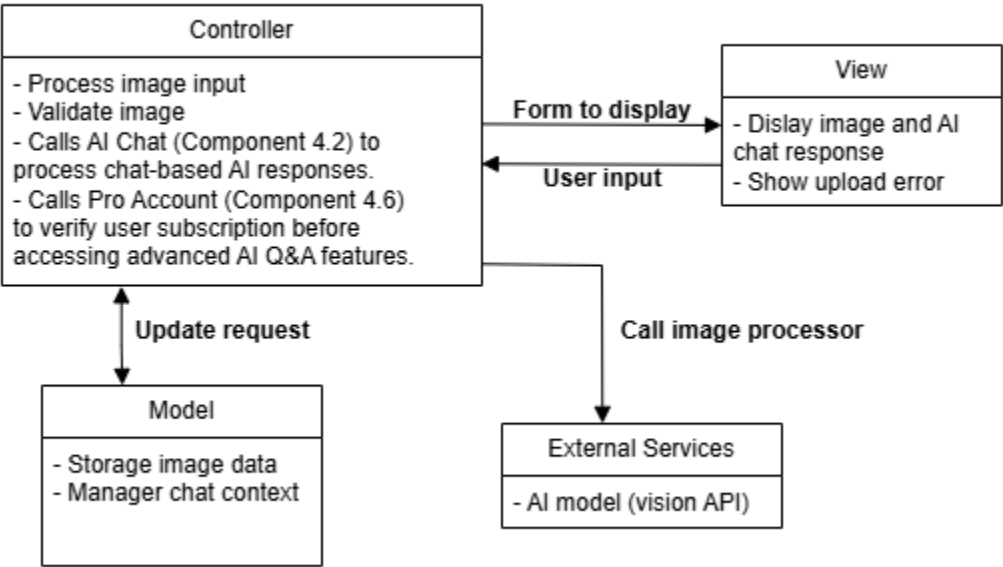 Controller
- Process image input
- Validate image
- Calls AI Chat (Component 4.2) to
process chat-based AI responses.
- Calls Pro Account (Component 4.6)
to verify user subscription before
accessing advanced AI Q&A features.
Form to display
User input
View
- Dislay image and AI
chat response
- Show upload error
Update request
Call image processor
Model
- Storage image data
- Manager chat context
External Services
- AI model (vision API)